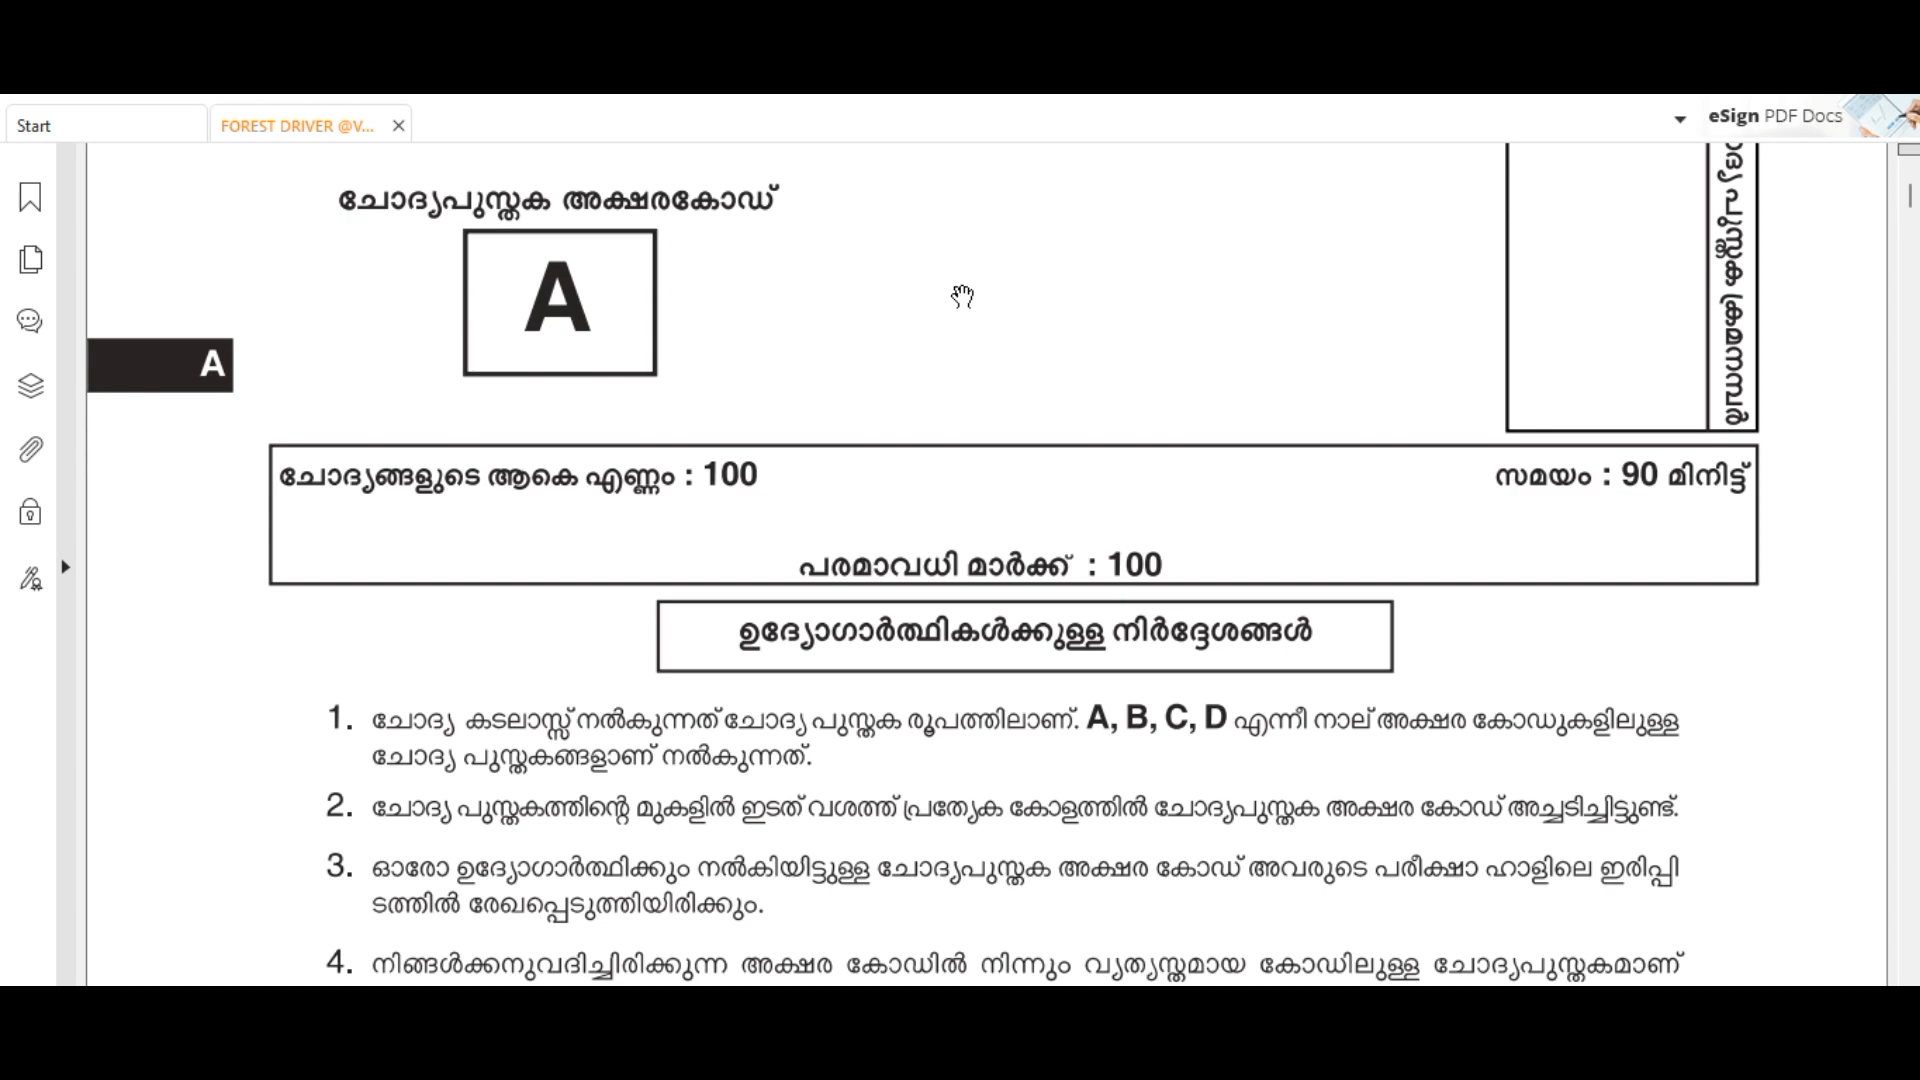 Start
FOREST DRIVER @V...
eSign PDF Docs
ചോദ്യപുസ്തക അക്ഷരകോഡ്
A
A
പുസ്തക ക്രമനമ്പർ
ചോദ്യങ്ങളുടെ ആകെ എണ്ണം : 100
സമയം : 90 മിനിട്ട്
പരമാവധി മാർക്ക് : 100
ഉദ്യോഗാർത്ഥികൾക്കുള്ള നിർദ്ദേശങ്ങൾ
1. ചോദ്യ കടലാസ്സ് നൽകുന്നത് ചോദ്യ പുസ്തക രൂപത്തിലാണ്. A, B, C, D എന്നീ നാല് അക്ഷര കോഡുകളിലുള്ള
ചോദ്യ പുസ്തകങ്ങളാണ് നൽകുന്നത്.
2. ചോദ്യ പുസ്തകത്തിന്റെ മുകളിൽ ഇടത് വശത്ത് പ്രത്യേക കോളത്തിൽ ചോദ്യപുസ്തക അക്ഷര കോഡ് അച്ചടിച്ചിട്ടുണ്ട്.
3. ഓരോ ഉദ്യോഗാർത്ഥിക്കും നൽകിയിട്ടുള്ള ചോദ്യപുസ്തക അക്ഷര കോഡ് അവരുടെ പരീക്ഷാ ഹാളിലെ ഇരിപ്പി
ടത്തിൽ രേഖപ്പെടുത്തിയിരിക്കും.
4. നിങ്ങൾക്കനുവദിച്ചിരിക്കുന്ന അക്ഷര കോഡിൽ നിന്നും വ്യത്യസ്തമായ കോഡിലുള്ള ചോദ്യപുസ്തകമാണ്